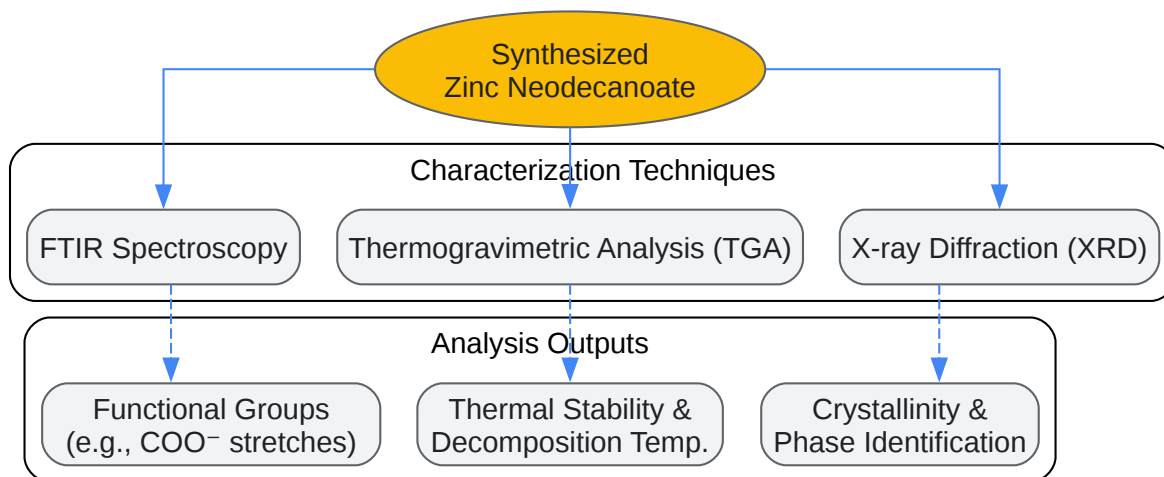 Synthesized
Zinc Neodecanoate
Characterization Techniques
FTIR Spectroscopy
Thermogravimetric Analysis (TGA)
X-ray Diffraction (XRD)
Analysis Outputs
Functional Groups
(e.g., COO⁻ stretches)
Thermal Stability &
Decomposition Temp.
Crystallinity &
Phase Identification